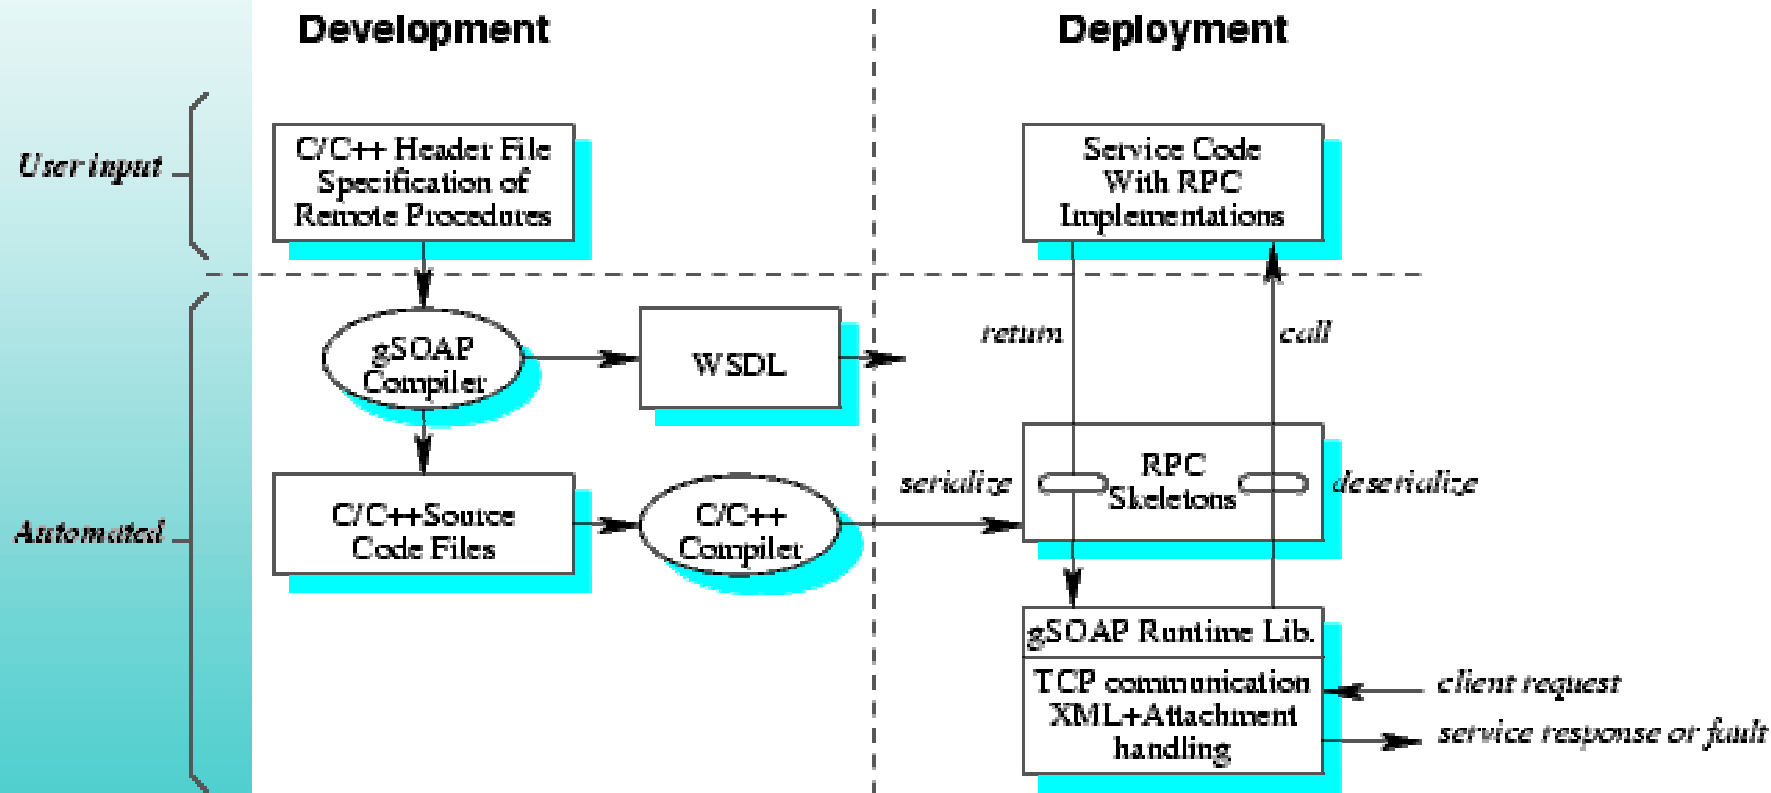 Development
Deployment
User input
C/C++ Header File
Specification of
Remote Procedures
Service Code
With RPC
Implementations
gSOAP
Compiler
WSDL
return
call
Automated
C/C++Source
Code Files
C/C++
Compiler
serialize
RPC
Skeletons
deserialize
gSOAP Runtime Lib.
TCP communication
XML+Attachment
handling
client request
service response or fault